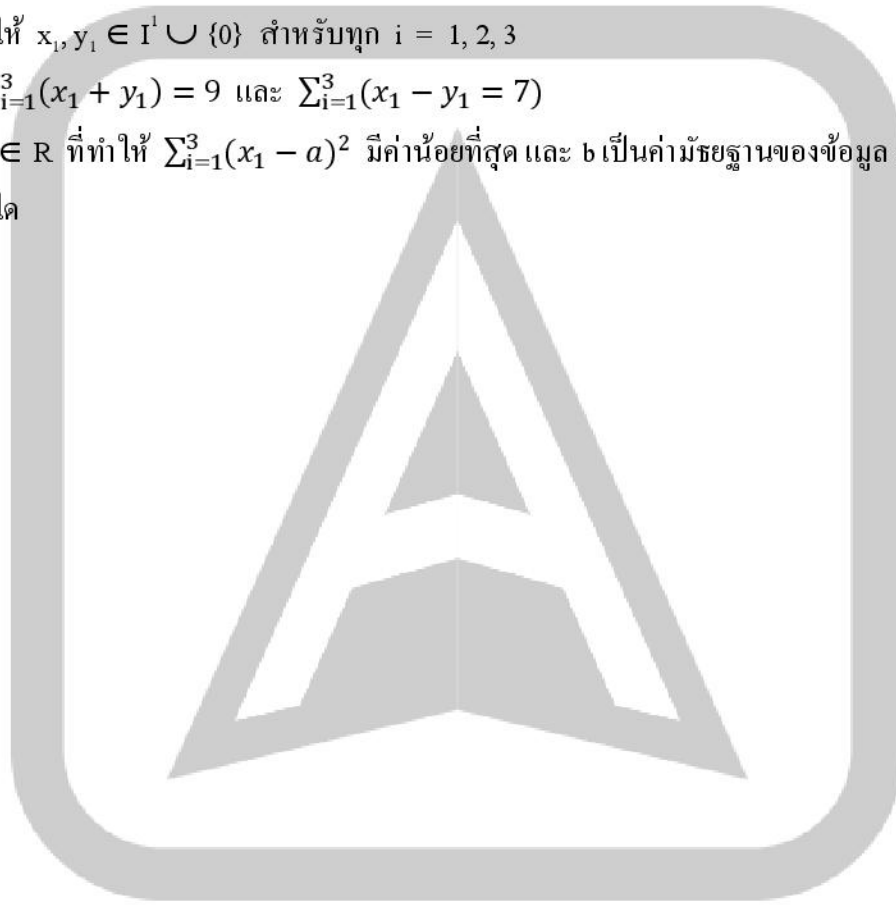 ให้ x₁, y₁ ∈ I¹ ∪ {0} สำหรับทุก i = 1, 2, 3
³ᵢ₌₁(x₁ + y₁) = 9 และ ∑³ᵢ₌₁(x₁ − y₁ = 7)
∈ R ที่ทำให้ ∑³ᵢ₌₁(x₁ − a)² มีค่าน้อยที่สุด และ b เป็นค่ามัธยฐานของข้อมูล